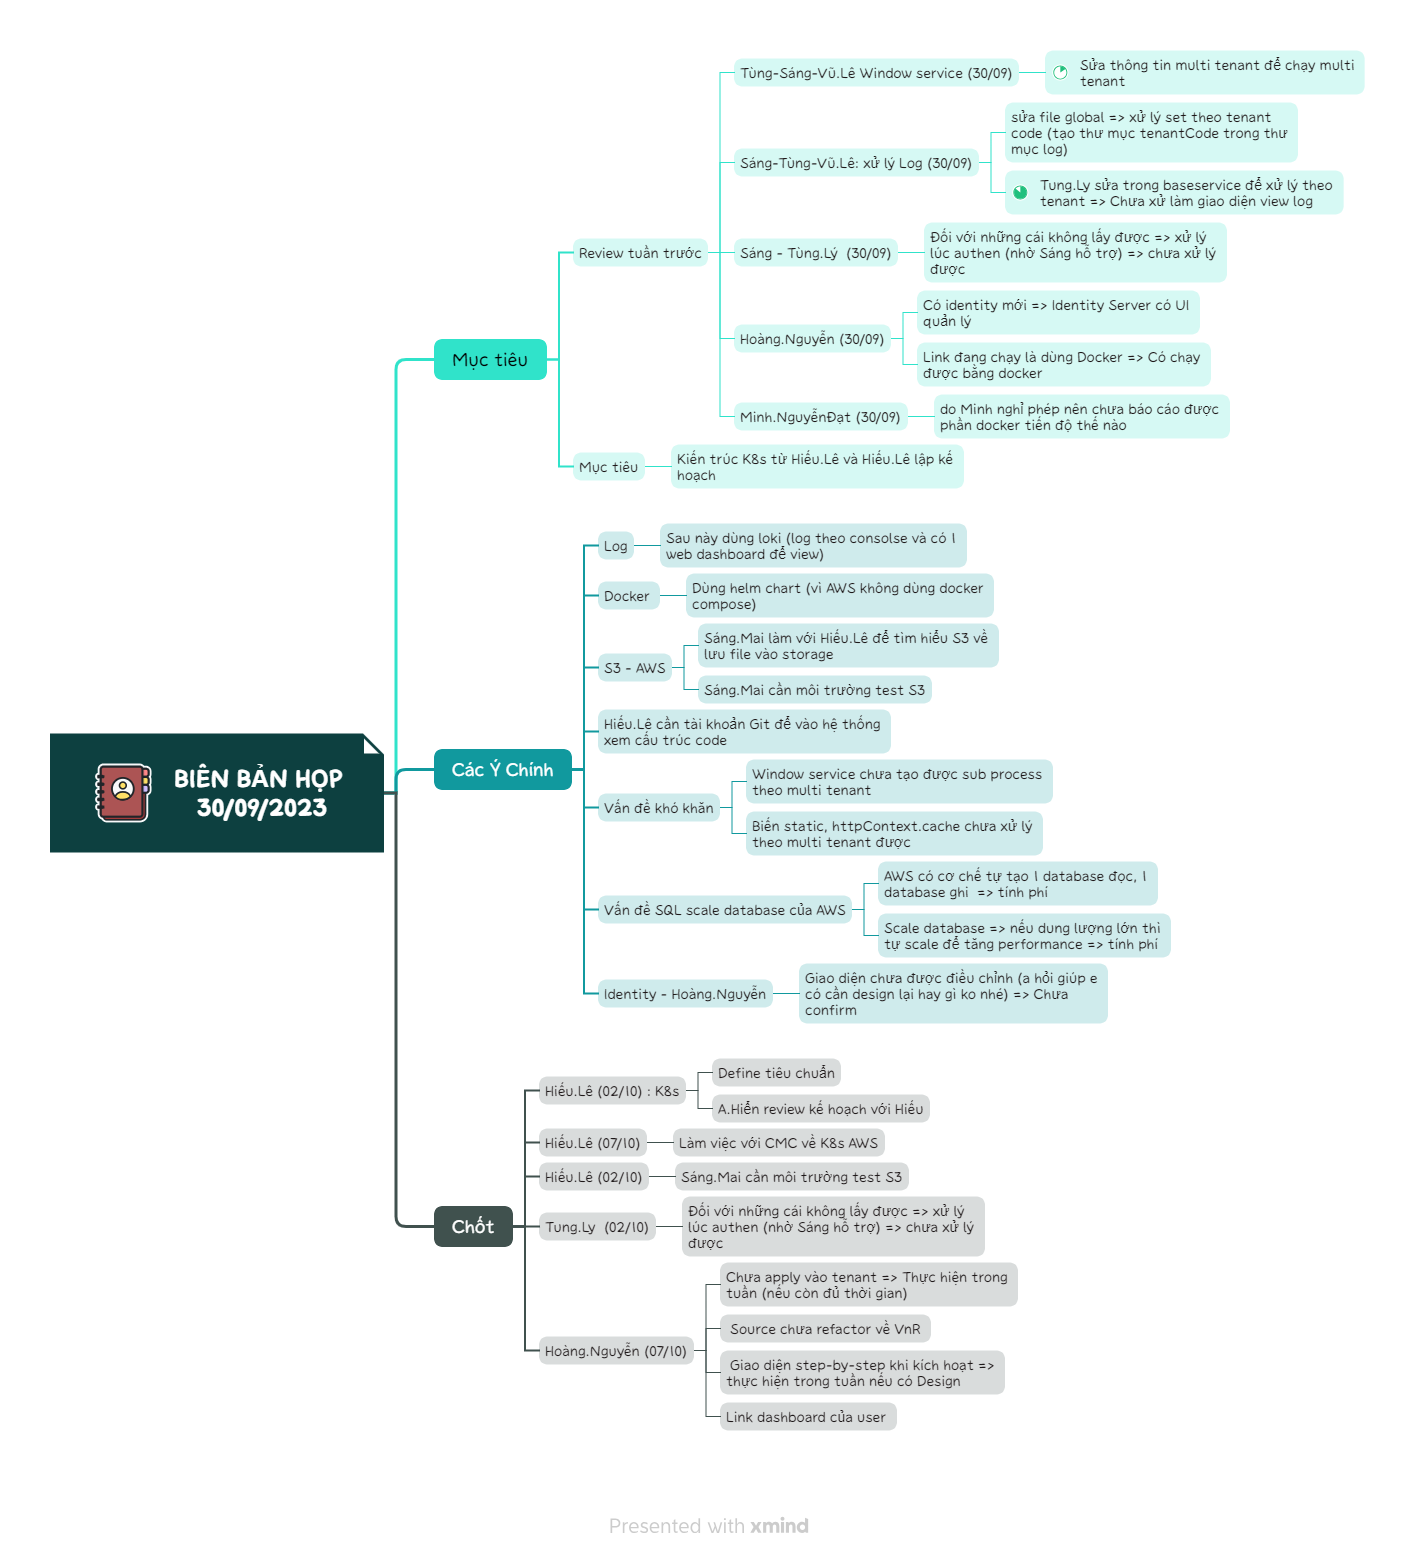 BIÊN BẢN HỌP
30/09/2023
Mục tiêu
Review tuần trước
Tùng-Sáng-Vũ.Lê Window service (30/09)
Sửa thông tin multi tenant để chạy multi
tenant
Sáng-Tùng-Vũ.Lê: xử lý Log (30/09)
sửa file global => xử lý set theo tenant
code (tạo thư mục tenantCode trong thư
mục log)
Tung.Ly sửa trong baseservice để xử lý theo
tenant => Chưa xử làm giao diện view log
Sáng - Tùng.Lý (30/09)
Đối với những cái không lấy được => xử lý
lúc authen (nhờ Sáng hỗ trợ) => chưa xử lý
được
Hoàng.Nguyễn (30/09)
Có identity mới => Identity Server có UI
quản lý
Link đang chạy là dùng Docker => Có chạy
được bằng docker
Minh.NguyễnĐạt (30/09)
do Minh nghỉ phép nên chưa báo cáo được
phần docker tiến độ thế nào
Mục tiêu
Kiến trúc K8s từ Hiếu.Lê và Hiếu.Lê lập kế
hoạch
Các Ý Chính
Log
Sau này dùng loki (log theo consolse và có 1
web dashboard để view)
Docker
Dùng helm chart (vì AWS không dùng docker
compose)
S3 - AWS
Sáng.Mai làm với Hiếu.Lê để tìm hiểu S3 về
lưu file vào storage
Sáng.Mai cần môi trường test S3
Hiếu.Lê cần tài khoản Git để vào hệ thống
xem cấu trúc code
Vấn đề khó khăn
Window service chưa tạo được sub process
theo multi tenant
Biến static, httpContext.cache chưa xử lý
theo multi tenant được
Vấn đề SQL scale database của AWS
AWS có cơ chế tự tạo 1 database đọc, 1
database ghi => tính phí
Scale database => nếu dung lượng lớn thì
tự scale để tăng performance => tính phí
Identity - Hoàng.Nguyễn
Giao diện chưa được điều chỉnh (a hỏi giúp e
có cần design lại hay gì ko nhé) => Chưa
confirm
Chốt
Hiếu.Lê (02/10) : K8s
Define tiêu chuẩn
A.Hiển review kế hoạch với Hiếu
Hiếu.Lê (07/10)
Làm việc với CMC về K8s AWS
Hiếu.Lê (02/10)
Sáng.Mai cần môi trường test S3
Tung.Ly (02/10)
Đối với những cái không lấy được => xử lý
lúc authen (nhờ Sáng hỗ trợ) => chưa xử lý
được
Hoàng.Nguyễn (07/10)
Chưa apply vào tenant => Thực hiện trong
tuần (nếu còn đủ thời gian)
Source chưa refactor về VnR
Giao diện step-by-step khi kích hoạt =>
thực hiện trong tuần nếu có Design
Link dashboard của user
Presented with xmind